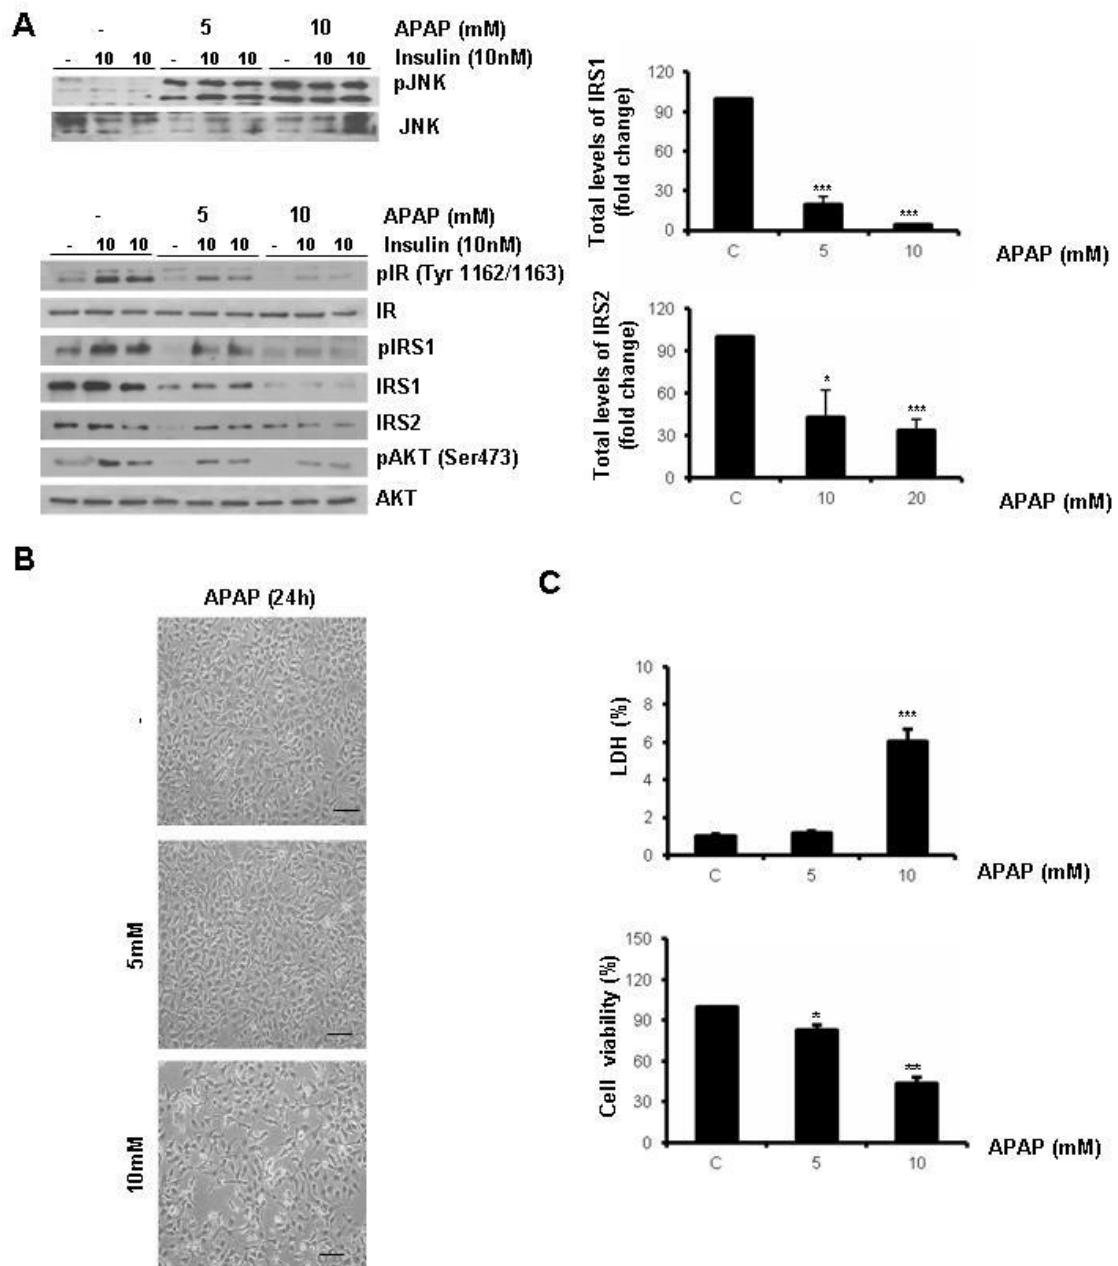 A
- 5 10 APAP (mM)
- 10 10 - 10 10 - 10 10 Insulin (10nM)
pJNK
JNK
- 5 10 APAP (mM)
- 10 10 - 10 10 - 10 10 Insulin (10nM)
pIR (Tyr 1162/1163)
IR
pIRS1
IRS1
IRS2
pAKT (Ser473)
AKT
Total levels of IRS1
(fold change)
120
90
60
30
0
***
***
C 5 10 APAP (mM)
Total levels of IRS2
(fold change)
120
90
60
30
0
*
***
C 10 20 APAP (mM)
B
APAP (24h)
-
5mM
10mM
C
LDH (%)
10
8
6
4
2
0
***
C 5 10 APAP (mM)
Cell viability (%)
150
120
90
60
30
0
*
**
C 5 10 APAP (mM)